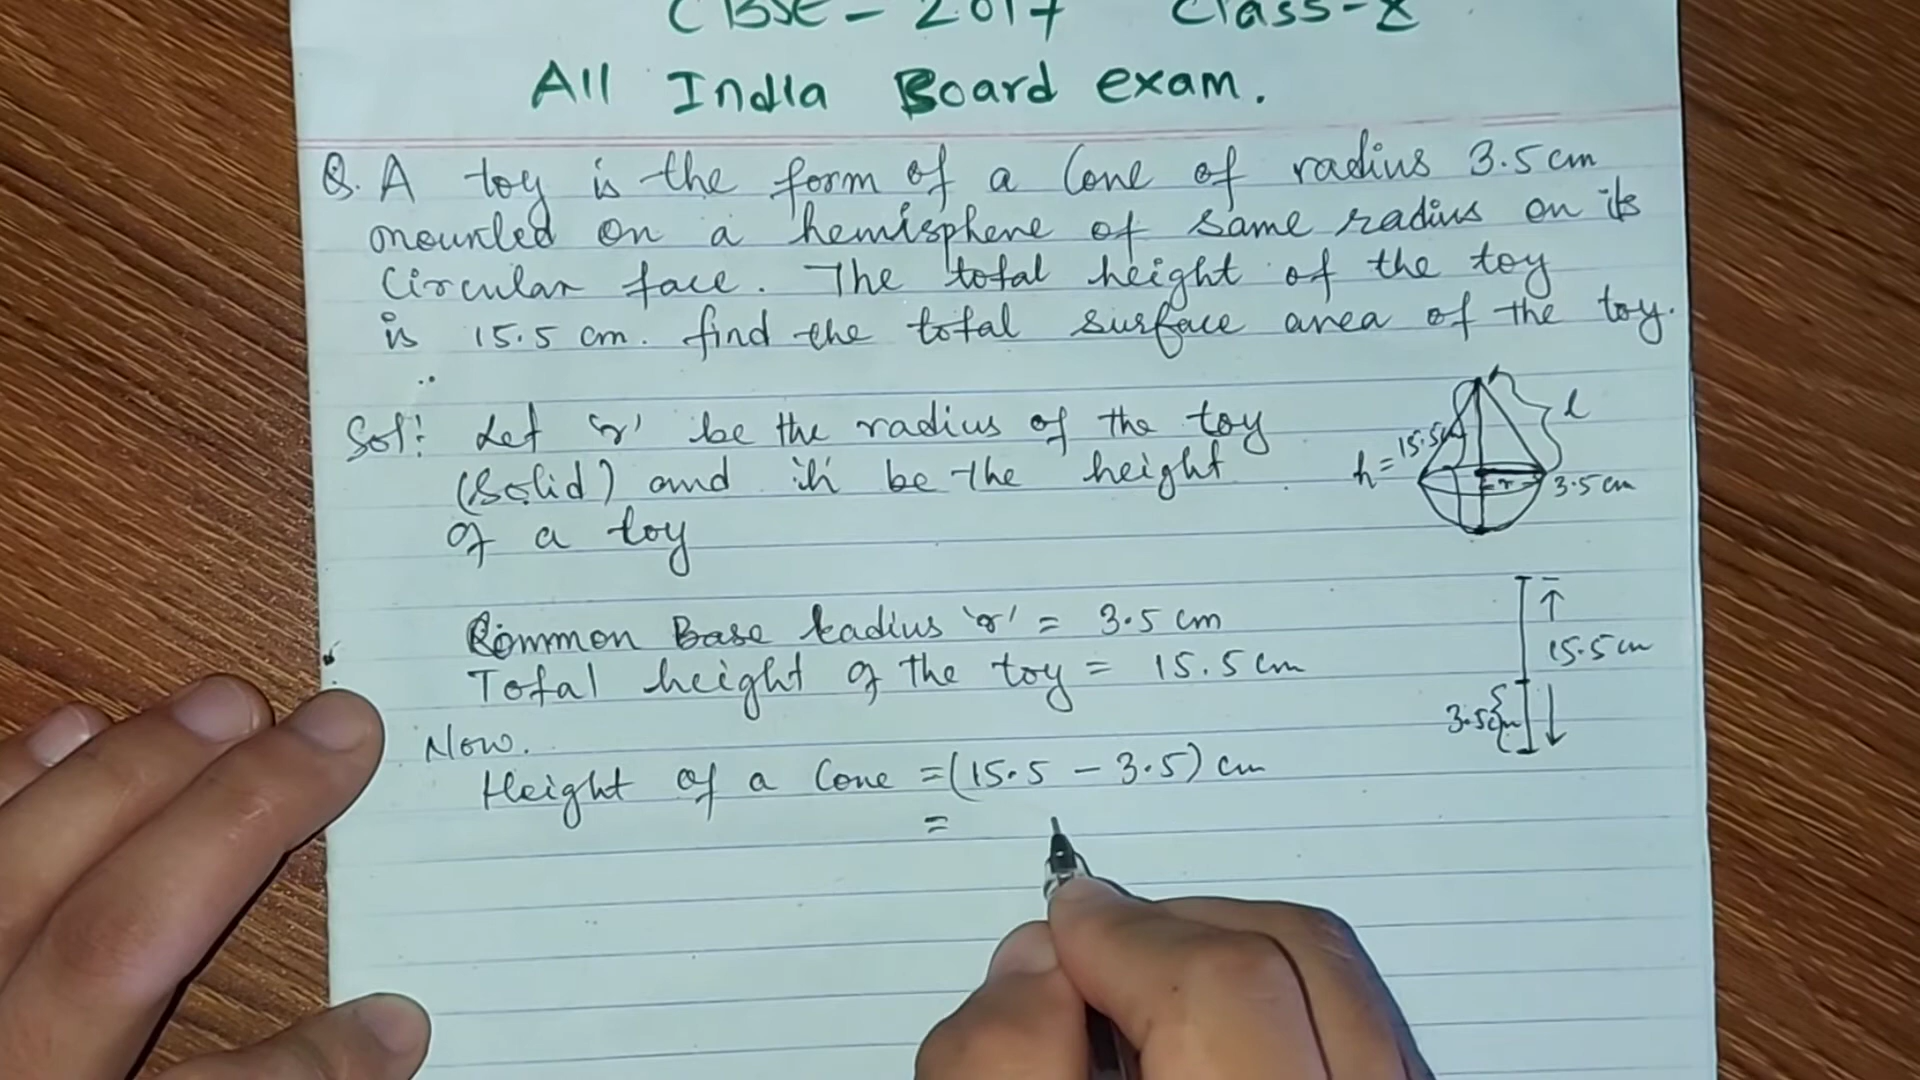 CBSE - 2017 Class-X
All India Board exam.
Q. A toy is the form of a Cone of radius 3.5 cm
mounted on a hemisphere of same radius on its
Circular face. The total height of the toy
is 15.5 cm. find the total surface area of the toy.
Sol: Let 'r' be the radius of the toy
(Solid) and 'h' be the height
of a toy
h = 15.5cm
l
r
3.5 cm
Common Base radius 'r' = 3.5 cm
Total height of the toy = 15.5 cm
15.5 cm
3.5cm
Now.
Height of a Cone = (15.5 - 3.5) cm
=